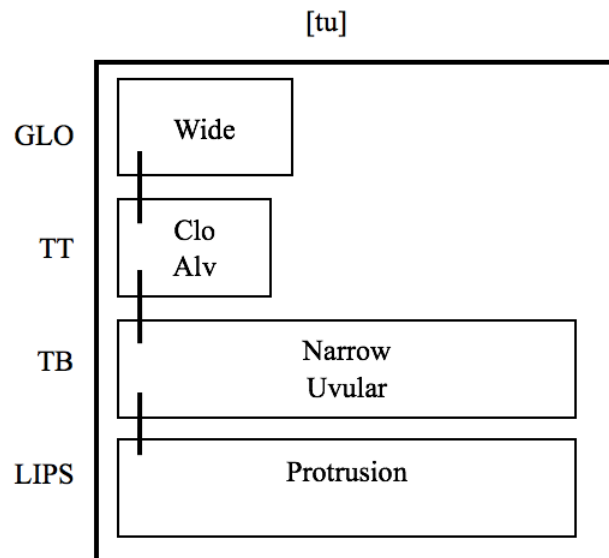 [tu]
GLO
Wide
TT
Clo
Alv
TB
Narrow
Uvular
LIPS
Protrusion